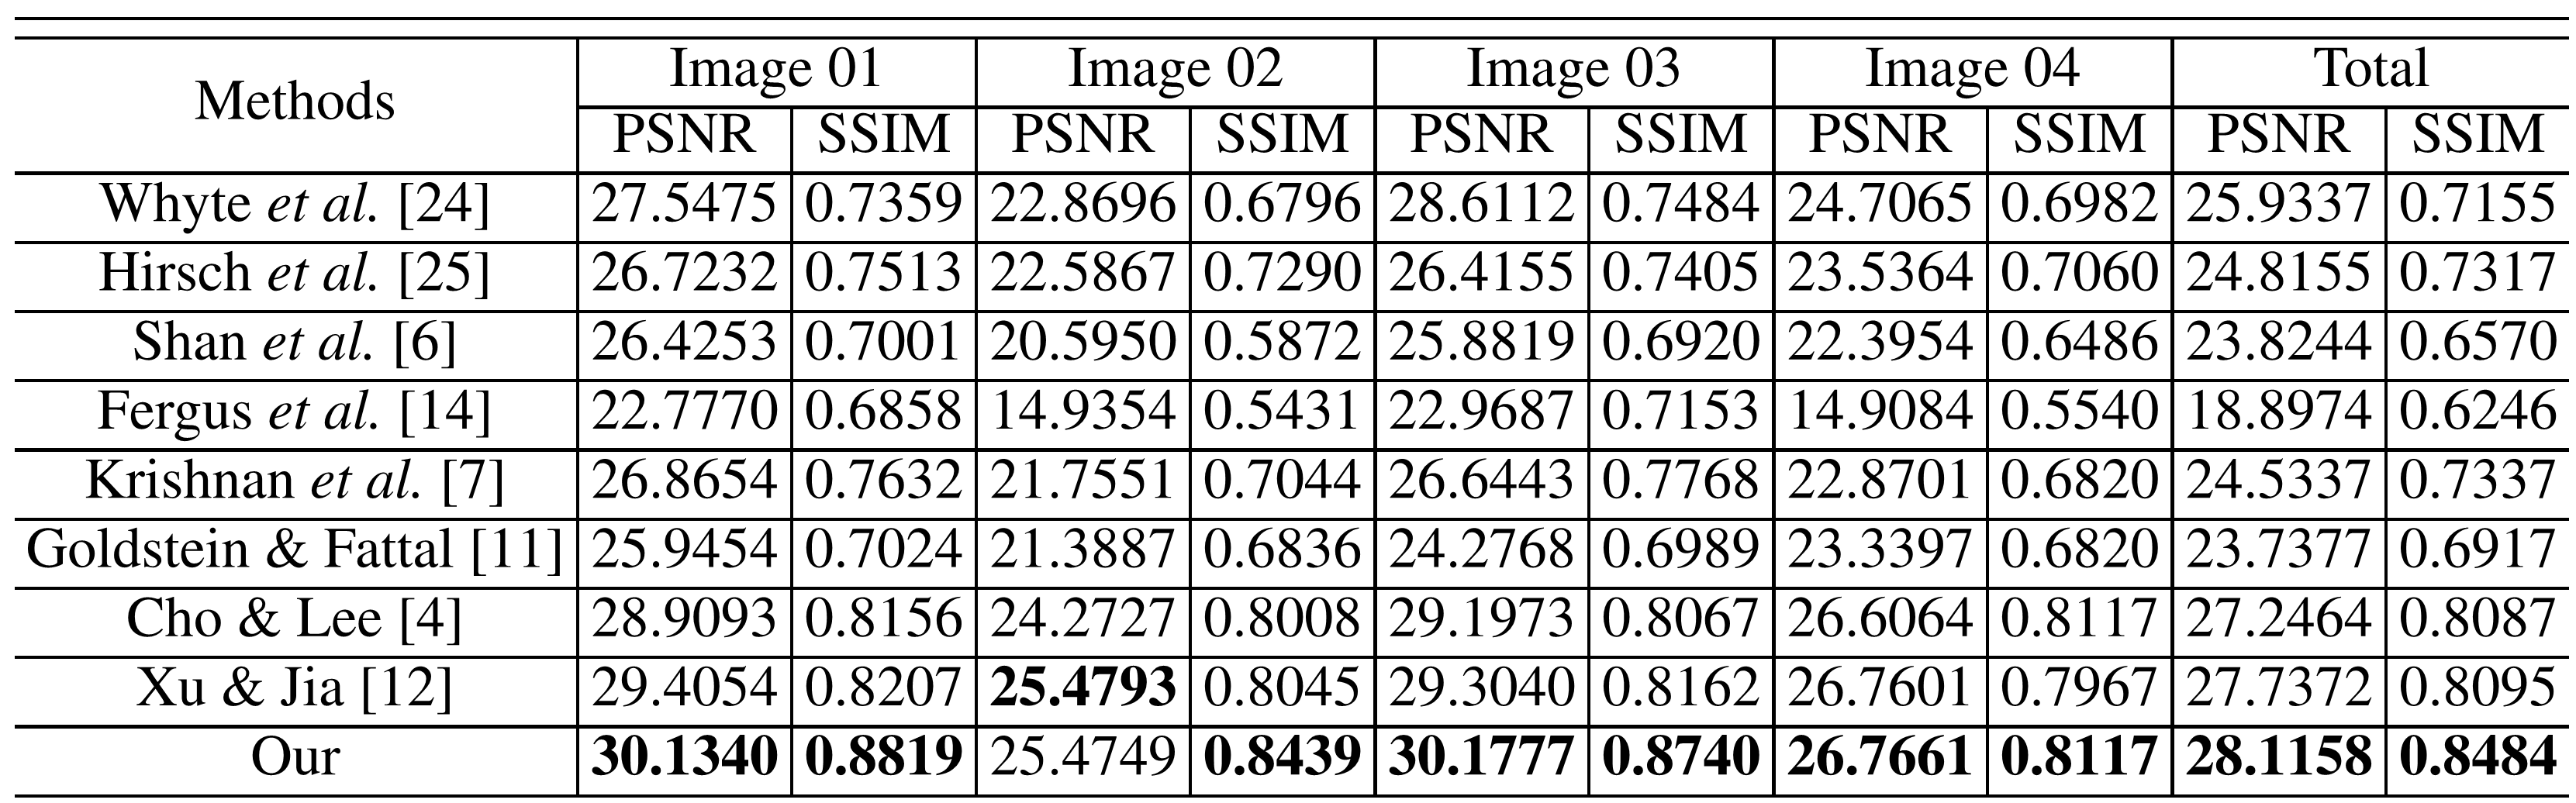 Methods Image 01 Image 02 Image 03 Image 04 Total
PSNR SSIM PSNR SSIM PSNR SSIM PSNR SSIM PSNR SSIM
Whyte et al. [24] 27.5475 0.7359 22.8696 0.6796 28.6112 0.7484 24.7065 0.6982 25.9337 0.7155
Hirsch et al. [25] 26.7232 0.7513 22.5867 0.7290 26.4155 0.7405 23.5364 0.7060 24.8155 0.7317
Shan et al. [6] 26.4253 0.7001 20.5950 0.5872 25.8819 0.6920 22.3954 0.6486 23.8244 0.6570
Fergus et al. [14] 22.7770 0.6858 14.9354 0.5431 22.9687 0.7153 14.9084 0.5540 18.8974 0.6246
Krishnan et al. [7] 26.8654 0.7632 21.7551 0.7044 26.6443 0.7768 22.8701 0.6820 24.5337 0.7337
Goldstein & Fattal [11] 25.9454 0.7024 21.3887 0.6836 24.2768 0.6989 23.3397 0.6820 23.7377 0.6917
Cho & Lee [4] 28.9093 0.8156 24.2727 0.8008 29.1973 0.8067 26.6064 0.8117 27.2464 0.8087
Xu & Jia [12] 29.4054 0.8207 25.4793 0.8045 29.3040 0.8162 26.7601 0.7967 27.7372 0.8095
Our 30.1340 0.8819 25.4749 0.8439 30.1777 0.8740 26.7661 0.8117 28.1158 0.8484